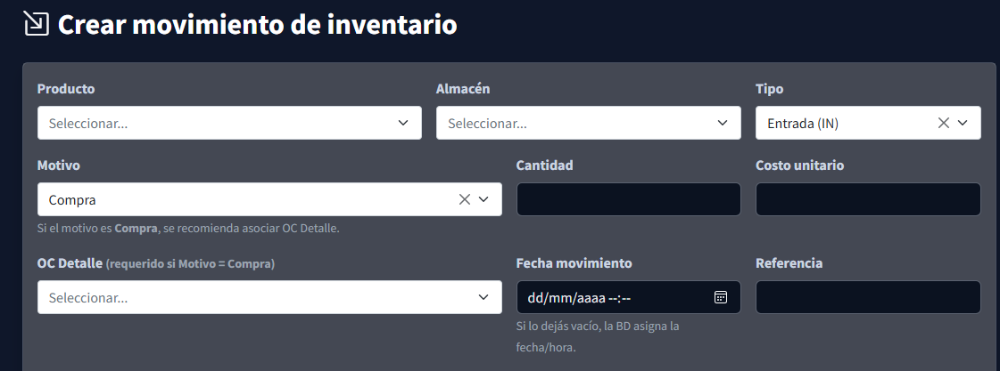 Crear movimiento de inventario
Producto Almacén Tipo
Seleccionar... Seleccionar... Entrada (IN)
Motivo Cantidad Costo unitario
Compra
Si el motivo es Compra, se recomienda asociar OC Detalle.
OC Detalle (requerido si Motivo = Compra) Fecha movimiento Referencia
Seleccionar... dd/mm/aaaa --:--
Si lo dejás vacío, la BD asigna la
fecha/hora.